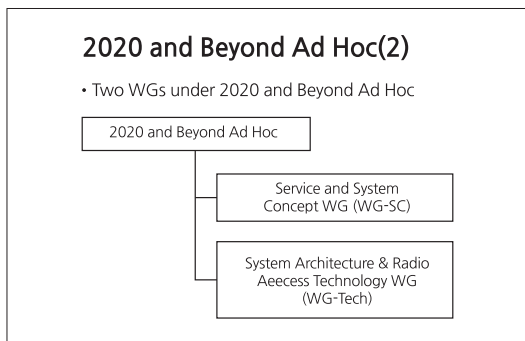 2020 and Beyond Ad Hoc(2)
• Two WGs under 2020 and Beyond Ad Hoc
2020 and Beyond Ad Hoc
Service and System
Concept WG (WG-SC)
System Architecture & Radio
Aeecess Technology WG
(WG-Tech)